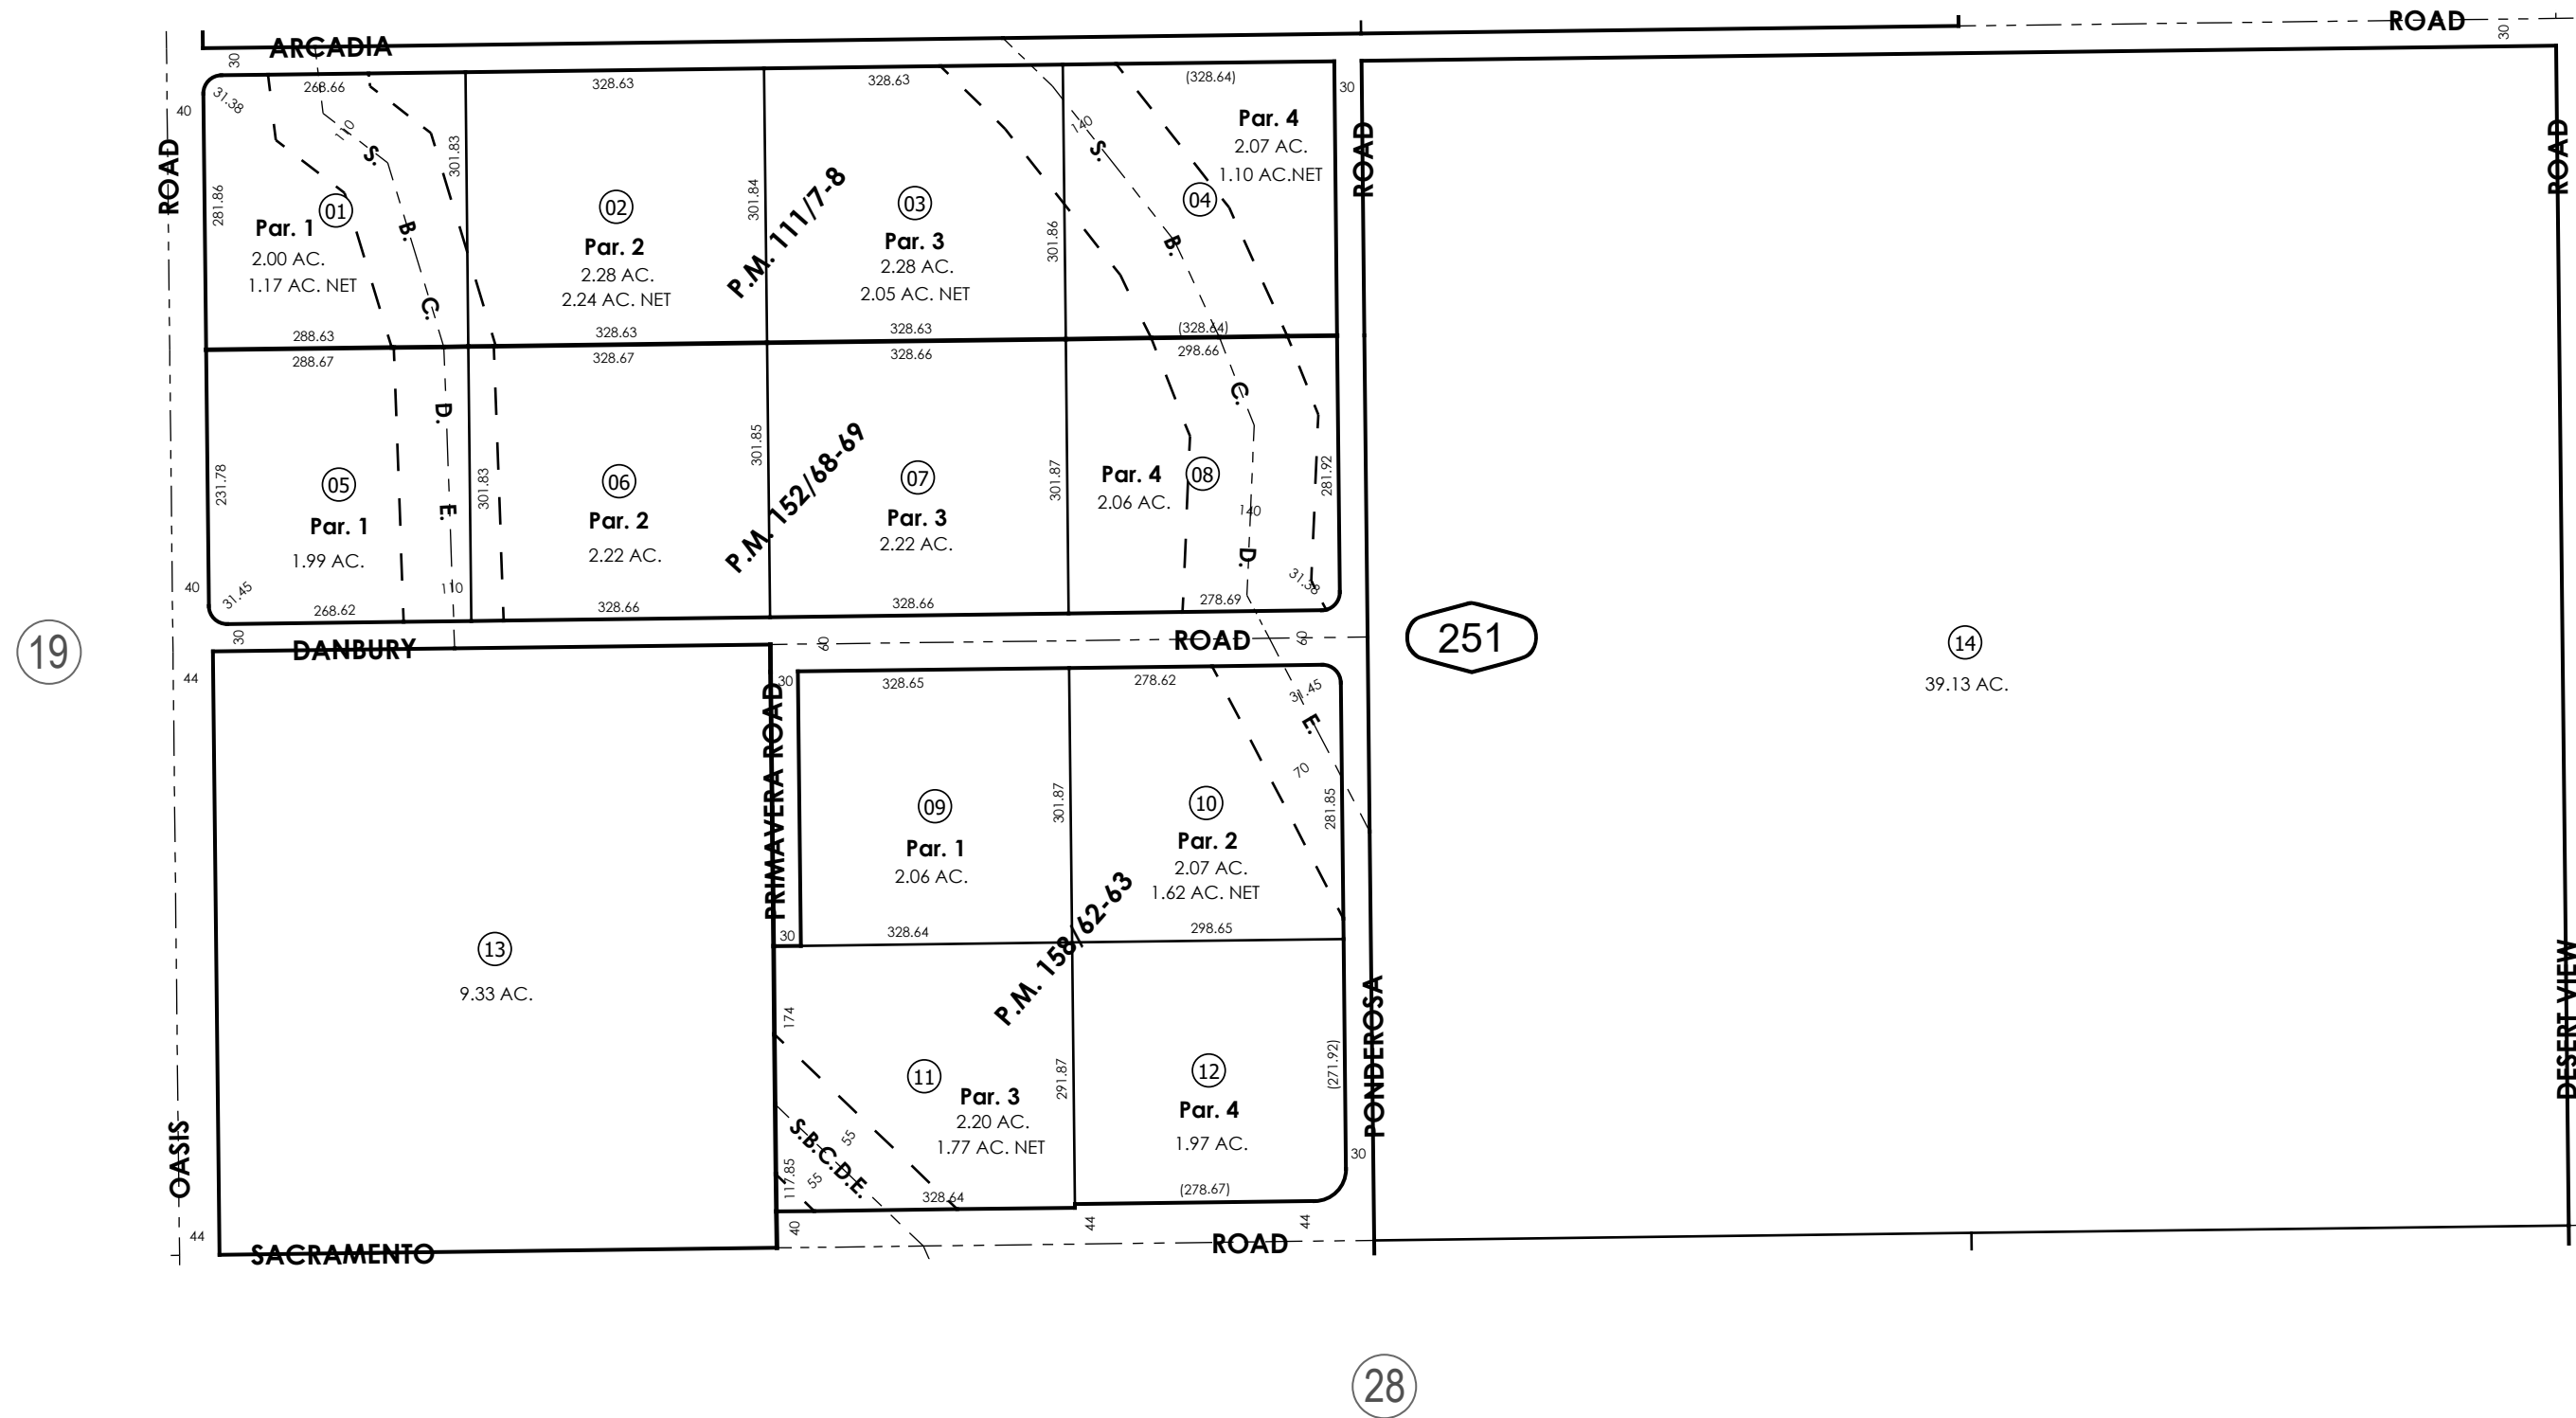 ARCADIA
ROAD
30
30
268.66
328.63
328.63
(328.64)
30
31.38
40
ROAD
281.86
110
301.83
S.
B.
C.
D.
E.
01
Par. 1
2.00 AC.
1.17 AC. NET
02
Par. 2
2.28 AC.
2.24 AC. NET
301.84
P.M. 111/7-8
03
Par. 3
2.28 AC.
2.05 AC. NET
301.86
140
S.
B.
C.
D.
E.
04
Par. 4
2.07 AC.
1.10 AC.NET
ROAD
ROAD
288.63
328.63
328.63
(328.64)
288.67
328.67
328.66
298.66
231.78
05
Par. 1
1.99 AC.
301.83
110
06
Par. 2
2.22 AC.
301.85
P.M. 152/68-69
07
Par. 3
2.22 AC.
301.87
Par. 4
08
2.06 AC.
140
281.92
31.38
40
31.45
268.62
328.66
328.66
278.69
19
30
DANBURY
60
ROAD
60
251
14
39.13 AC.
44
30
328.65
278.62
31.45
PRIMAVERA ROAD
70
09
Par. 1
2.06 AC.
301.87
10
Par. 2
2.07 AC.
1.62 AC. NET
281.85
P.M. 158/62-63
13
9.33 AC.
30
328.64
298.65
174
11
Par. 3
2.20 AC.
1.77 AC. NET
291.87
12
Par. 4
1.97 AC.
(271.92)
PONDEROSA
DESERT VIEW
OASIS
S.B.C.D.E.
55
55
117.85
328.64
(278.67)
30
44
40
44
44
SACRAMENTO
ROAD
28